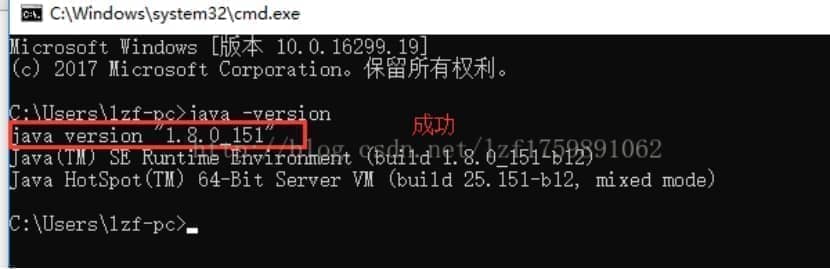 C:\Windows\system32\cmd.exe
Microsoft Windows [版本 10.0.16299.19]
(c) 2017 Microsoft Corporation。保留所有权利。
C:\Users\lzf-pc>java -version
成功
java version "1.8.0_151"
http://blog.csdn.net/lzf1759891062
Java(TM) SE Runtime Environment (build 1.8.0_151-b12)
Java HotSpot(TM) 64-Bit Server VM (build 25.151-b12, mixed mode)
C:\Users\lzf-pc>